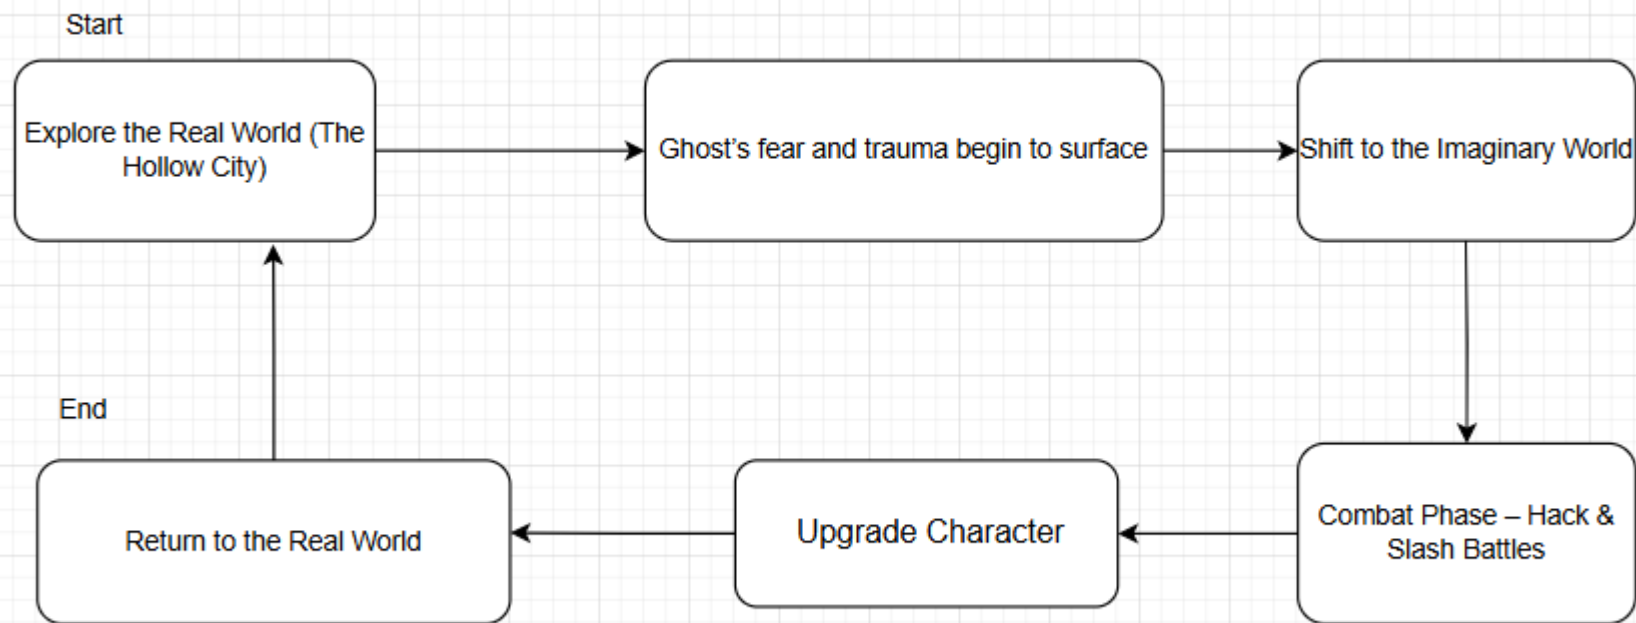 Start
Explore the Real World (The
Hollow City)
Ghost's fear and trauma begin to surface
Shift to the Imaginary World
End
Return to the Real World
Upgrade Character
Combat Phase – Hack &
Slash Battles